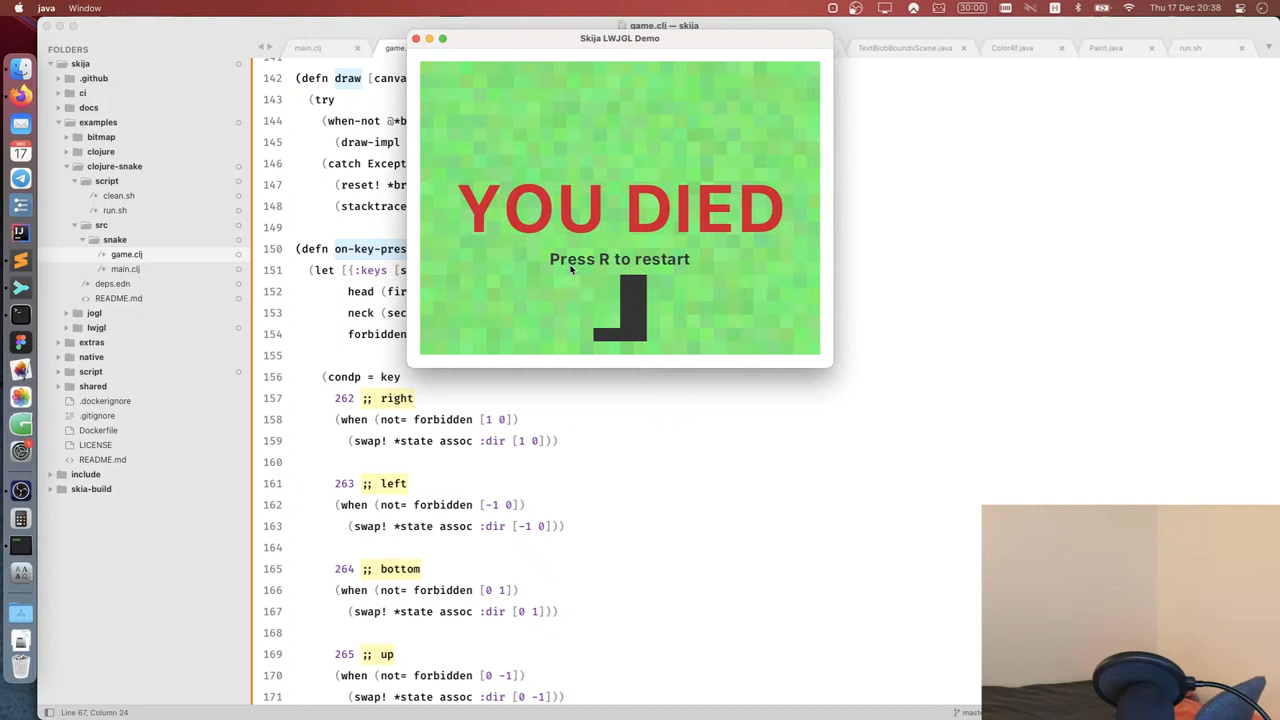 java Window
30000
Thu 17 Dec 20:38
game.clj — skija
Skija LWJGL Demo
FOLDERS
main.clj
game.
TextBlobBoundsScene.java
Color4f.java
Paint.java
run.sh
skija
.github
ci
docs
examples
bitmap
clojure
clojure-snake
script
clean.sh
run.sh
src
snake
game.clj
main.clj
deps.edn
README.md
jogl
lwjgl
extras
native
script
shared
.dockerignore
.gitignore
Dockerfile
LICENSE
README.md
include
skia-build
DEC
17
YOU DIED
Press R to restart
142 (defn draw [canva
143 (try
144 (when-not @*b
145 (draw-impl
146 (catch Except
147 (reset! *br
148 (stacktrace
149
150 (defn on-key-pres
151 (let [{:keys [s
152 head (fir
153 neck (sec
154 forbidden
155
156 (condp = key
157 262 ;; right
158 (when (not= forbidden [1 0])
159 (swap! *state assoc :dir [1 0]))
160
161 263 ;; left
162 (when (not= forbidden [-1 0])
163 (swap! *state assoc :dir [-1 0]))
164
165 264 ;; bottom
166 (when (not= forbidden [0 1])
167 (swap! *state assoc :dir [0 1]))
168
169 265 ;; up
170 (when (not= forbidden [0 -1])
171 (swap! *state assoc :dir [0 -1]))
Line 67, Column 24